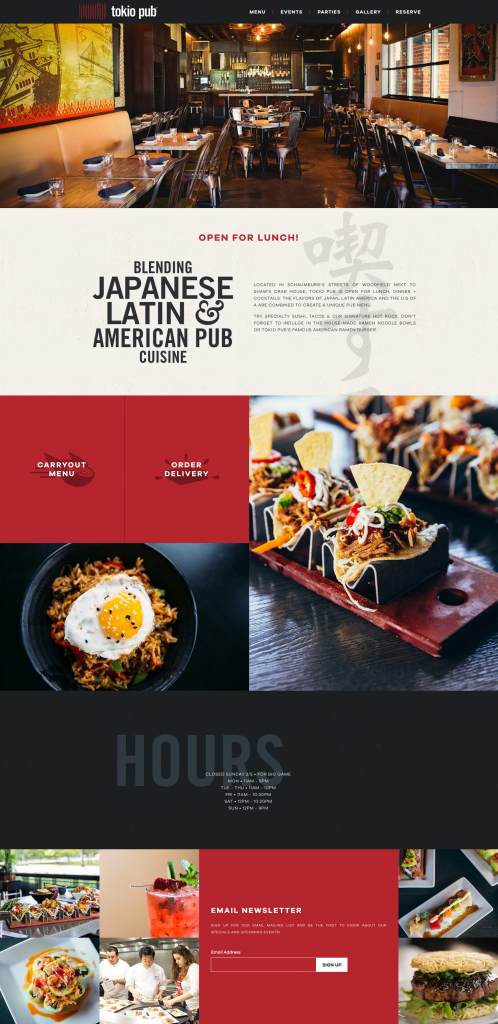 tokio pub
MENU / EVENTS / PARTIES / GALLERY / RESERVE
OPEN FOR LUNCH!
BLENDING
JAPANESE
LATIN &
AMERICAN PUB
CUISINE
喫する
LOCATED IN SCHAUMBURG'S STREETS OF WOODFIELD NEXT TO
SHAW'S CRAB HOUSE, TOKIO PUB IS OPEN FOR LUNCH, DINNER +
COCKTAILS. THE FLAVORS OF JAPAN, LATIN AMERICA AND THE U.S OF
A ARE COMBINED TO CREATE A UNIQUE PUB MENU.
TRY SPECIALTY SUSHI, TACOS & OUR SIGNATURE HOT ROCK. DON'T
FORGET TO INDULGE IN THE HOUSE-MADE RAMEN NOODLE BOWLS
OR TOKIO PUB'S FAMOUS AMERICAN RAMEN BURGER.
CARRYOUT
MENU
ORDER
DELIVERY
HOURS
CLOSED SUNDAY 2/5 • FOR BIG GAME
MON • 11AM - 9PM
TUE - THU • 11AM - 10PM
FRI • 11AM - 10:30PM
SAT • 12PM - 10:30PM
SUN • 12PM - 9PM
EMAIL NEWSLETTER
SIGN UP FOR OUR EMAIL MAILING LIST AND BE THE FIRST TO KNOW ABOUT OUR
SPECIALS AND UPCOMING EVENTS!
Email Address
SIGN UP